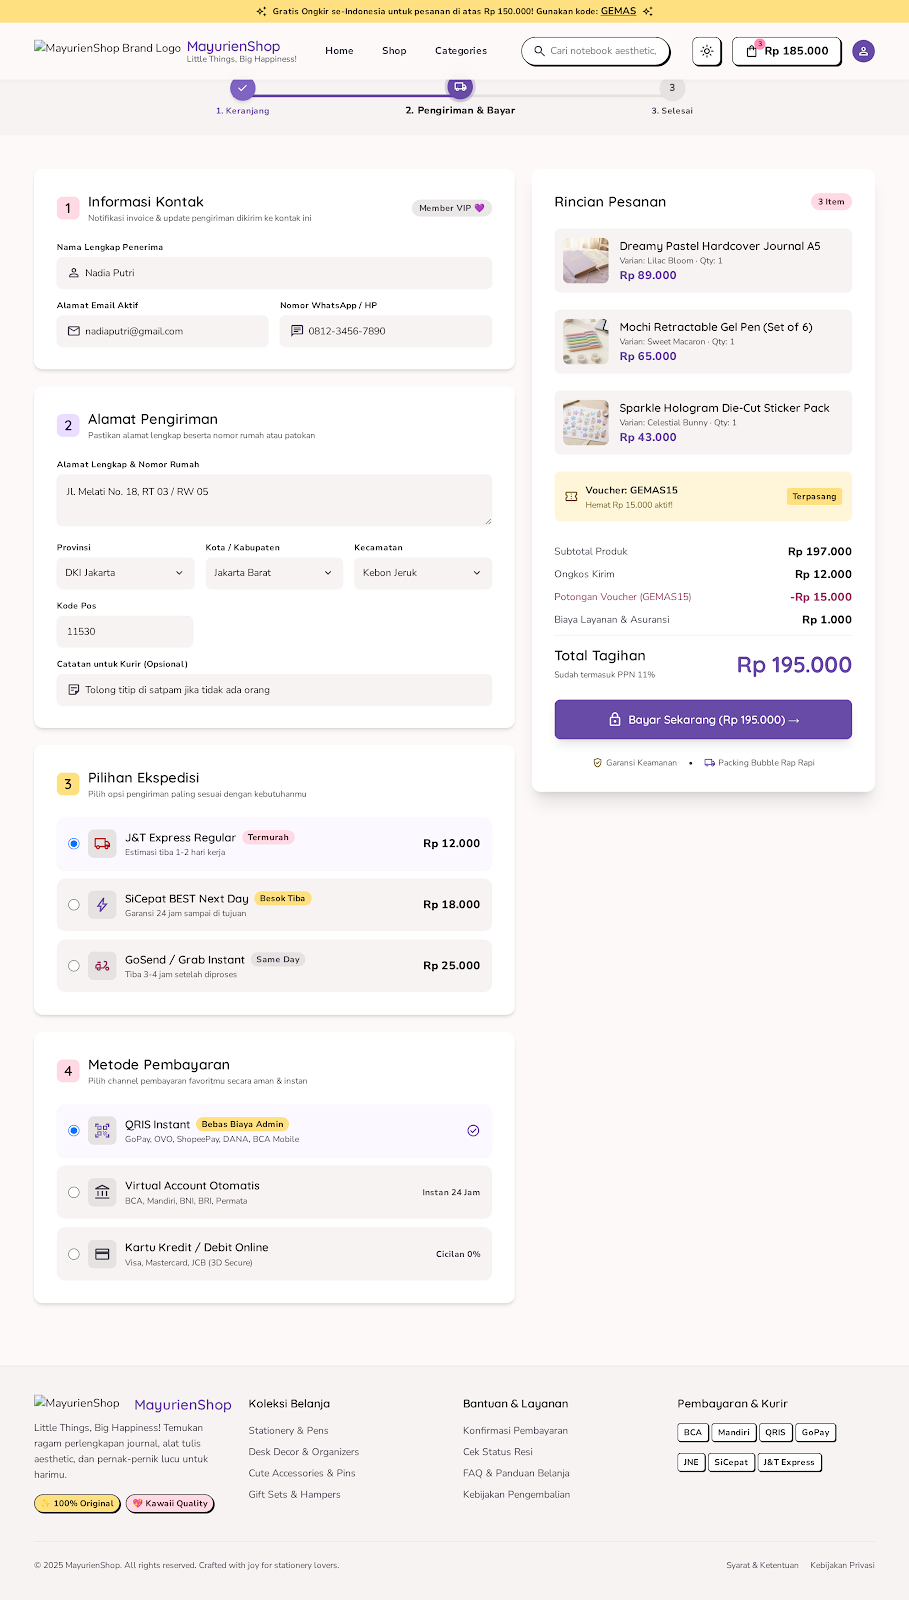 Gratis Ongkir se-Indonesia untuk pesanan di atas Rp 150.000! Gunakan kode: GEMAS
MayurienShop Brand Logo
MayurienShop
Little Things, Big Happiness!
Home
Shop
Categories
Cari notebook aesthetic,
3
Rp 185.000
1. Keranjang
2. Pengiriman & Bayar
3
3. Selesai
1
Informasi Kontak
Notifikasi invoice & update pengiriman dikirim ke kontak ini
Member VIP 💜
Nama Lengkap Penerima
Nadia Putri
Alamat Email Aktif
nadiaputri@gmail.com
Nomor WhatsApp / HP
0812-3456-7890
2
Alamat Pengiriman
Pastikan alamat lengkap beserta nomor rumah atau patokan
Alamat Lengkap & Nomor Rumah
Jl. Melati No. 18, RT 03 / RW 05
Provinsi
DKI Jakarta
Kota / Kabupaten
Jakarta Barat
Kecamatan
Kebon Jeruk
Kode Pos
11530
Catatan untuk Kurir (Opsional)
Tolong titip di satpam jika tidak ada orang
3
Pilihan Ekspedisi
Pilih opsi pengiriman paling sesuai dengan kebutuhanmu
J&T Express Regular
Termurah
Estimasi tiba 1-2 hari kerja
Rp 12.000
SiCepat BEST Next Day
Besok Tiba
Garansi 24 jam sampai di tujuan
Rp 18.000
GoSend / Grab Instant
Same Day
Tiba 3-4 jam setelah diproses
Rp 25.000
4
Metode Pembayaran
Pilih channel pembayaran favoritmu secara aman & instan
QRIS Instant
Bebas Biaya Admin
GoPay, OVO, ShopeePay, DANA, BCA Mobile
Virtual Account Otomatis
BCA, Mandiri, BNI, BRI, Permata
Instan 24 Jam
Kartu Kredit / Debit Online
Visa, Mastercard, JCB (3D Secure)
Cicilan 0%
Rincian Pesanan
3 Item
Dreamy Pastel Hardcover Journal A5
Varian: Lilac Bloom · Qty: 1
Rp 89.000
Mochi Retractable Gel Pen (Set of 6)
Varian: Sweet Macaron · Qty: 1
Rp 65.000
Sparkle Hologram Die-Cut Sticker Pack
Varian: Celestial Bunny · Qty: 1
Rp 43.000
Voucher: GEMAS15
Hemat Rp 15.000 aktif!
Terpasang
Subtotal Produk
Rp 197.000
Ongkos Kirim
Rp 12.000
Potongan Voucher (GEMAS15)
-Rp 15.000
Biaya Layanan & Asuransi
Rp 1.000
Total Tagihan
Sudah termasuk PPN 11%
Rp 195.000
Bayar Sekarang (Rp 195.000) →
Garansi Keamanan
•
Packing Bubble Rap Rapi
MayurienShop
MayurienShop
Little Things, Big Happiness! Temukan
ragam perlengkapan journal, alat tulis
aesthetic, dan pernak-pernik lucu untuk
harimu.
✨ 100% Original
💖 Kawaii Quality
Koleksi Belanja
Stationery & Pens
Desk Decor & Organizers
Cute Accessories & Pins
Gift Sets & Hampers
Bantuan & Layanan
Konfirmasi Pembayaran
Cek Status Resi
FAQ & Panduan Belanja
Kebijakan Pengembalian
Pembayaran & Kurir
BCA
Mandiri
QRIS
GoPay
JNE
SiCepat
J&T Express
© 2025 MayurienShop. All rights reserved. Crafted with joy for stationery lovers.
Syarat & Ketentuan
Kebijakan Privasi